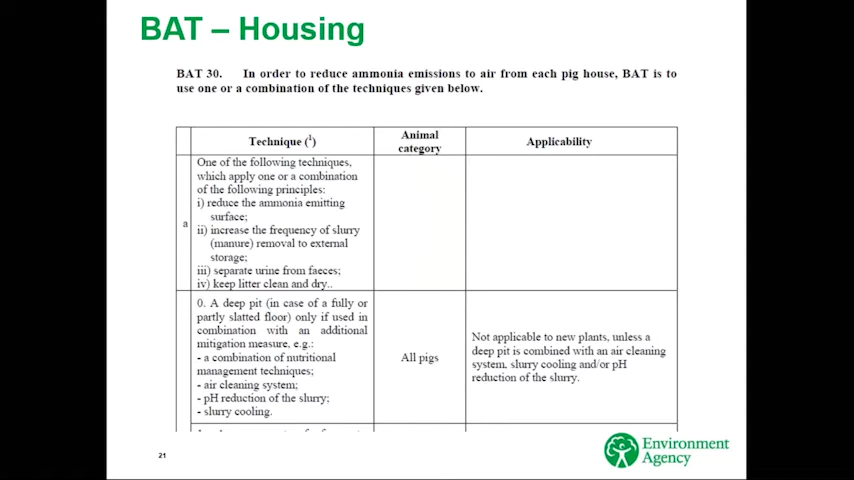 BAT – Housing
BAT 30. In order to reduce ammonia emissions to air from each pig house, BAT is to
use one or a combination of the techniques given below.
Technique (¹)
Animal
category
Applicability
a
One of the following techniques,
which apply one or a combination
of the following principles:
i) reduce the ammonia emitting
surface;
ii) increase the frequency of slurry
(manure) removal to external
storage;
iii) separate urine from faeces;
iv) keep litter clean and dry..
0. A deep pit (in case of a fully or
partly slatted floor) only if used in
combination with an additional
mitigation measure, e.g.:
- a combination of nutritional
management techniques;
- air cleaning system;
- pH reduction of the slurry;
- slurry cooling.
All pigs
Not applicable to new plants, unless a
deep pit is combined with an air cleaning
system, slurry cooling and/or pH
reduction of the slurry.
21
Environment
Agency